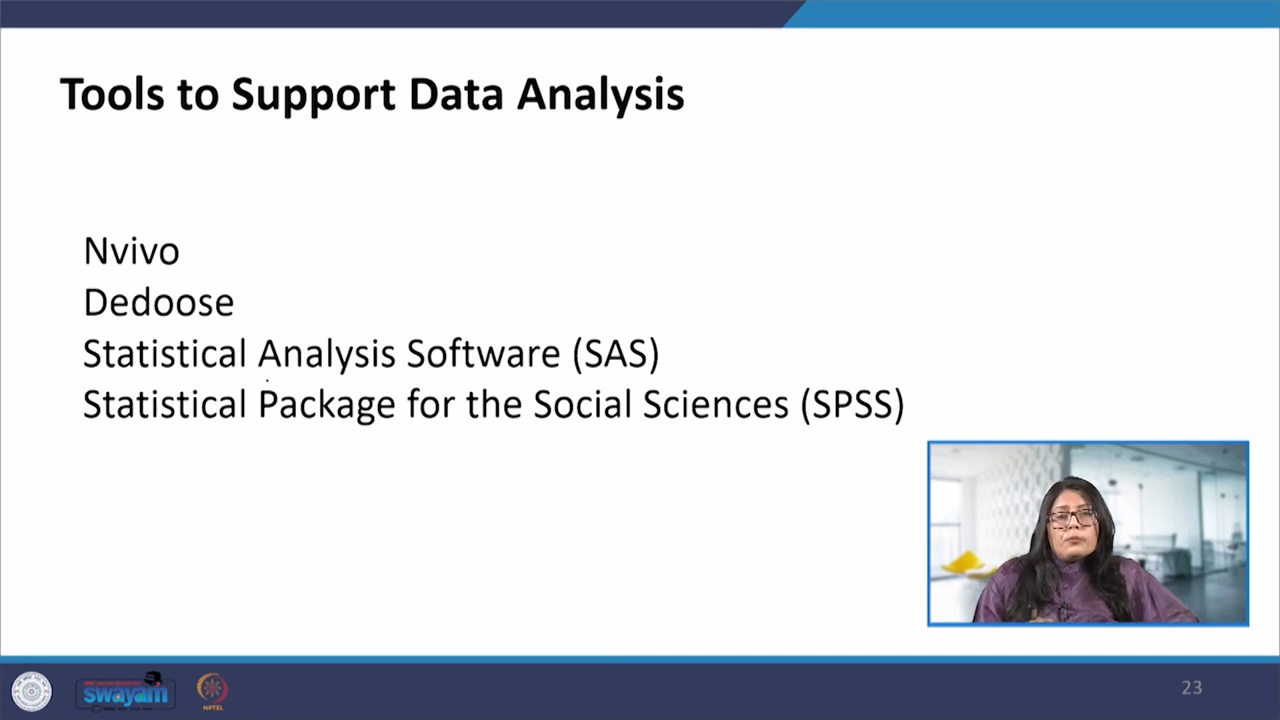 Tools to Support Data Analysis
Nvivo
Dedoose
Statistical Analysis Software (SAS)
Statistical Package for the Social Sciences (SPSS)
swayam
NPTEL
23